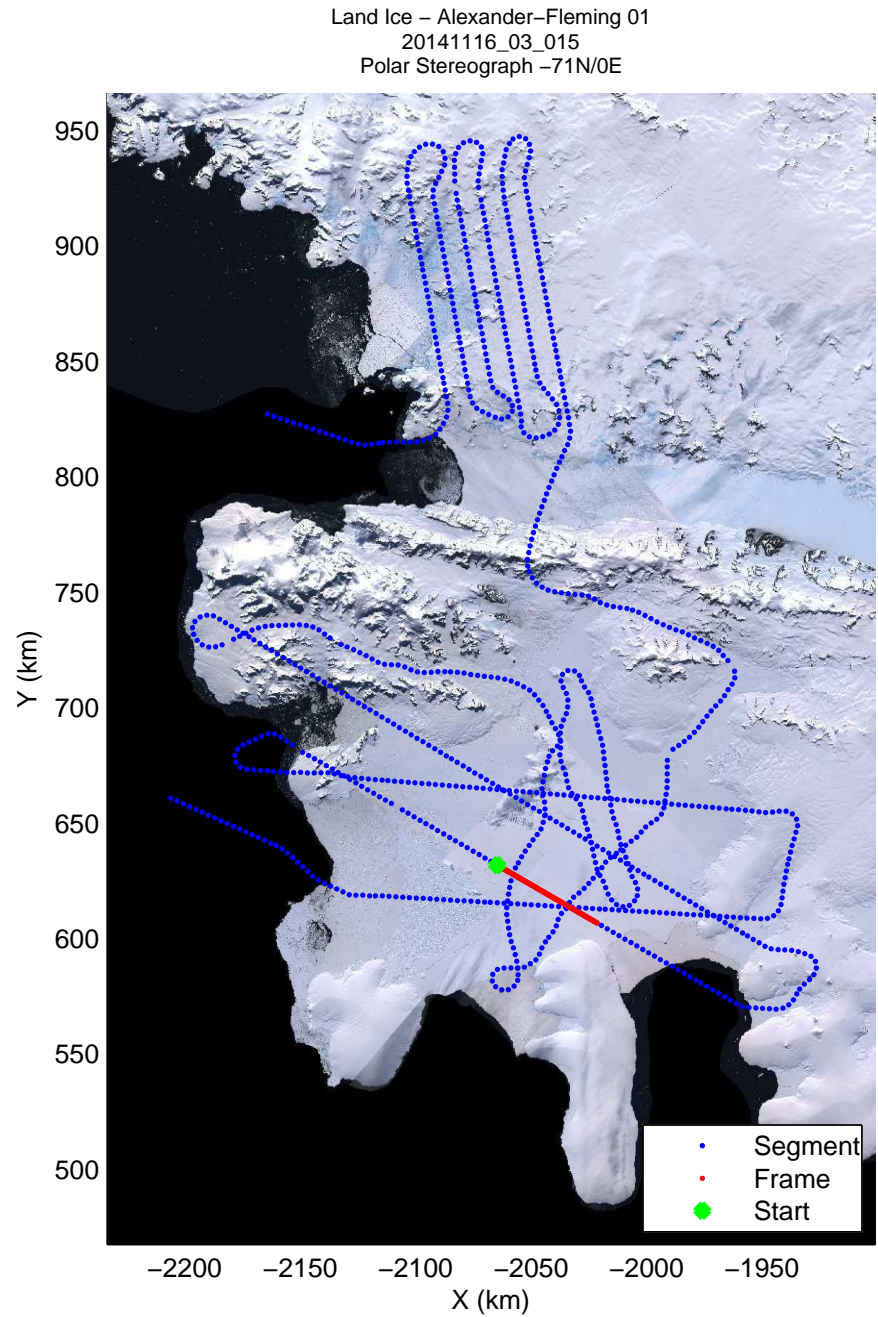 Land Ice − Alexander−Fleming 01
20141116_03_015
Polar Stereograph −71N/0E
950
900
850
800
750
700
650
600
550
500
Y (km)
Segment
Frame
Start
−2200 −2150 −2100 −2050 −2000 −1950
X (km)